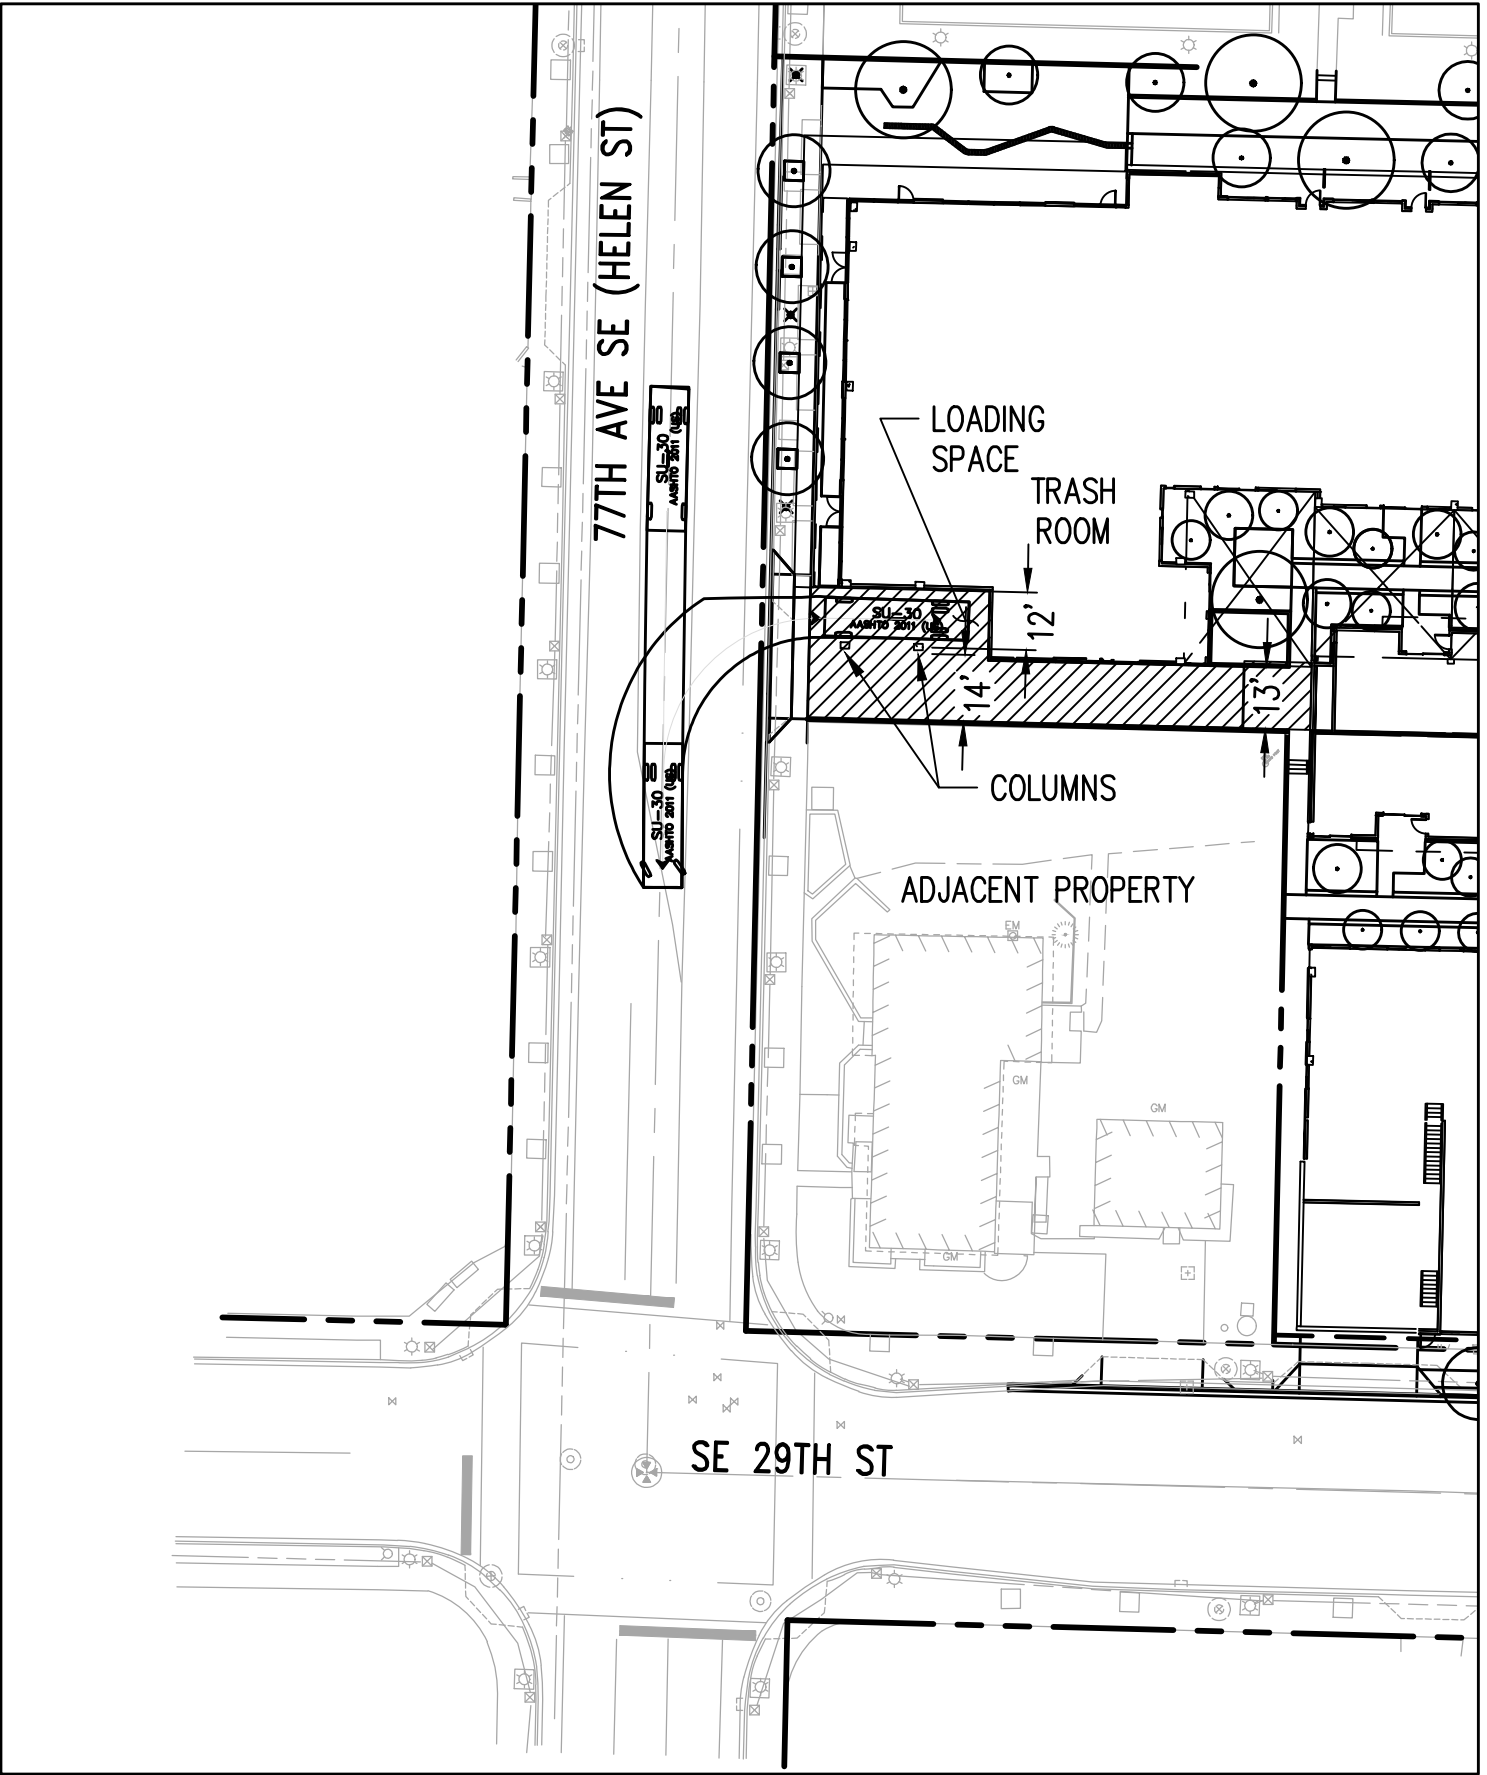 77TH AVE SE (HELEN ST)
SU-30
AASHTO 2011 (US)
LOADING
SPACE
TRASH
ROOM
SU-30
AASHTO 2011 (US)
12'
14'
13'
SU-30
AASHTO 2011 (US)
COLUMNS
ADJACENT PROPERTY
EM
GM
GM
GM
SE 29TH ST